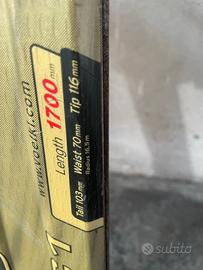 www.voelkl.com
Length 1700mm
Tail 103mm Waist 70mm Tip 116mm
Radius 16,5m
subito